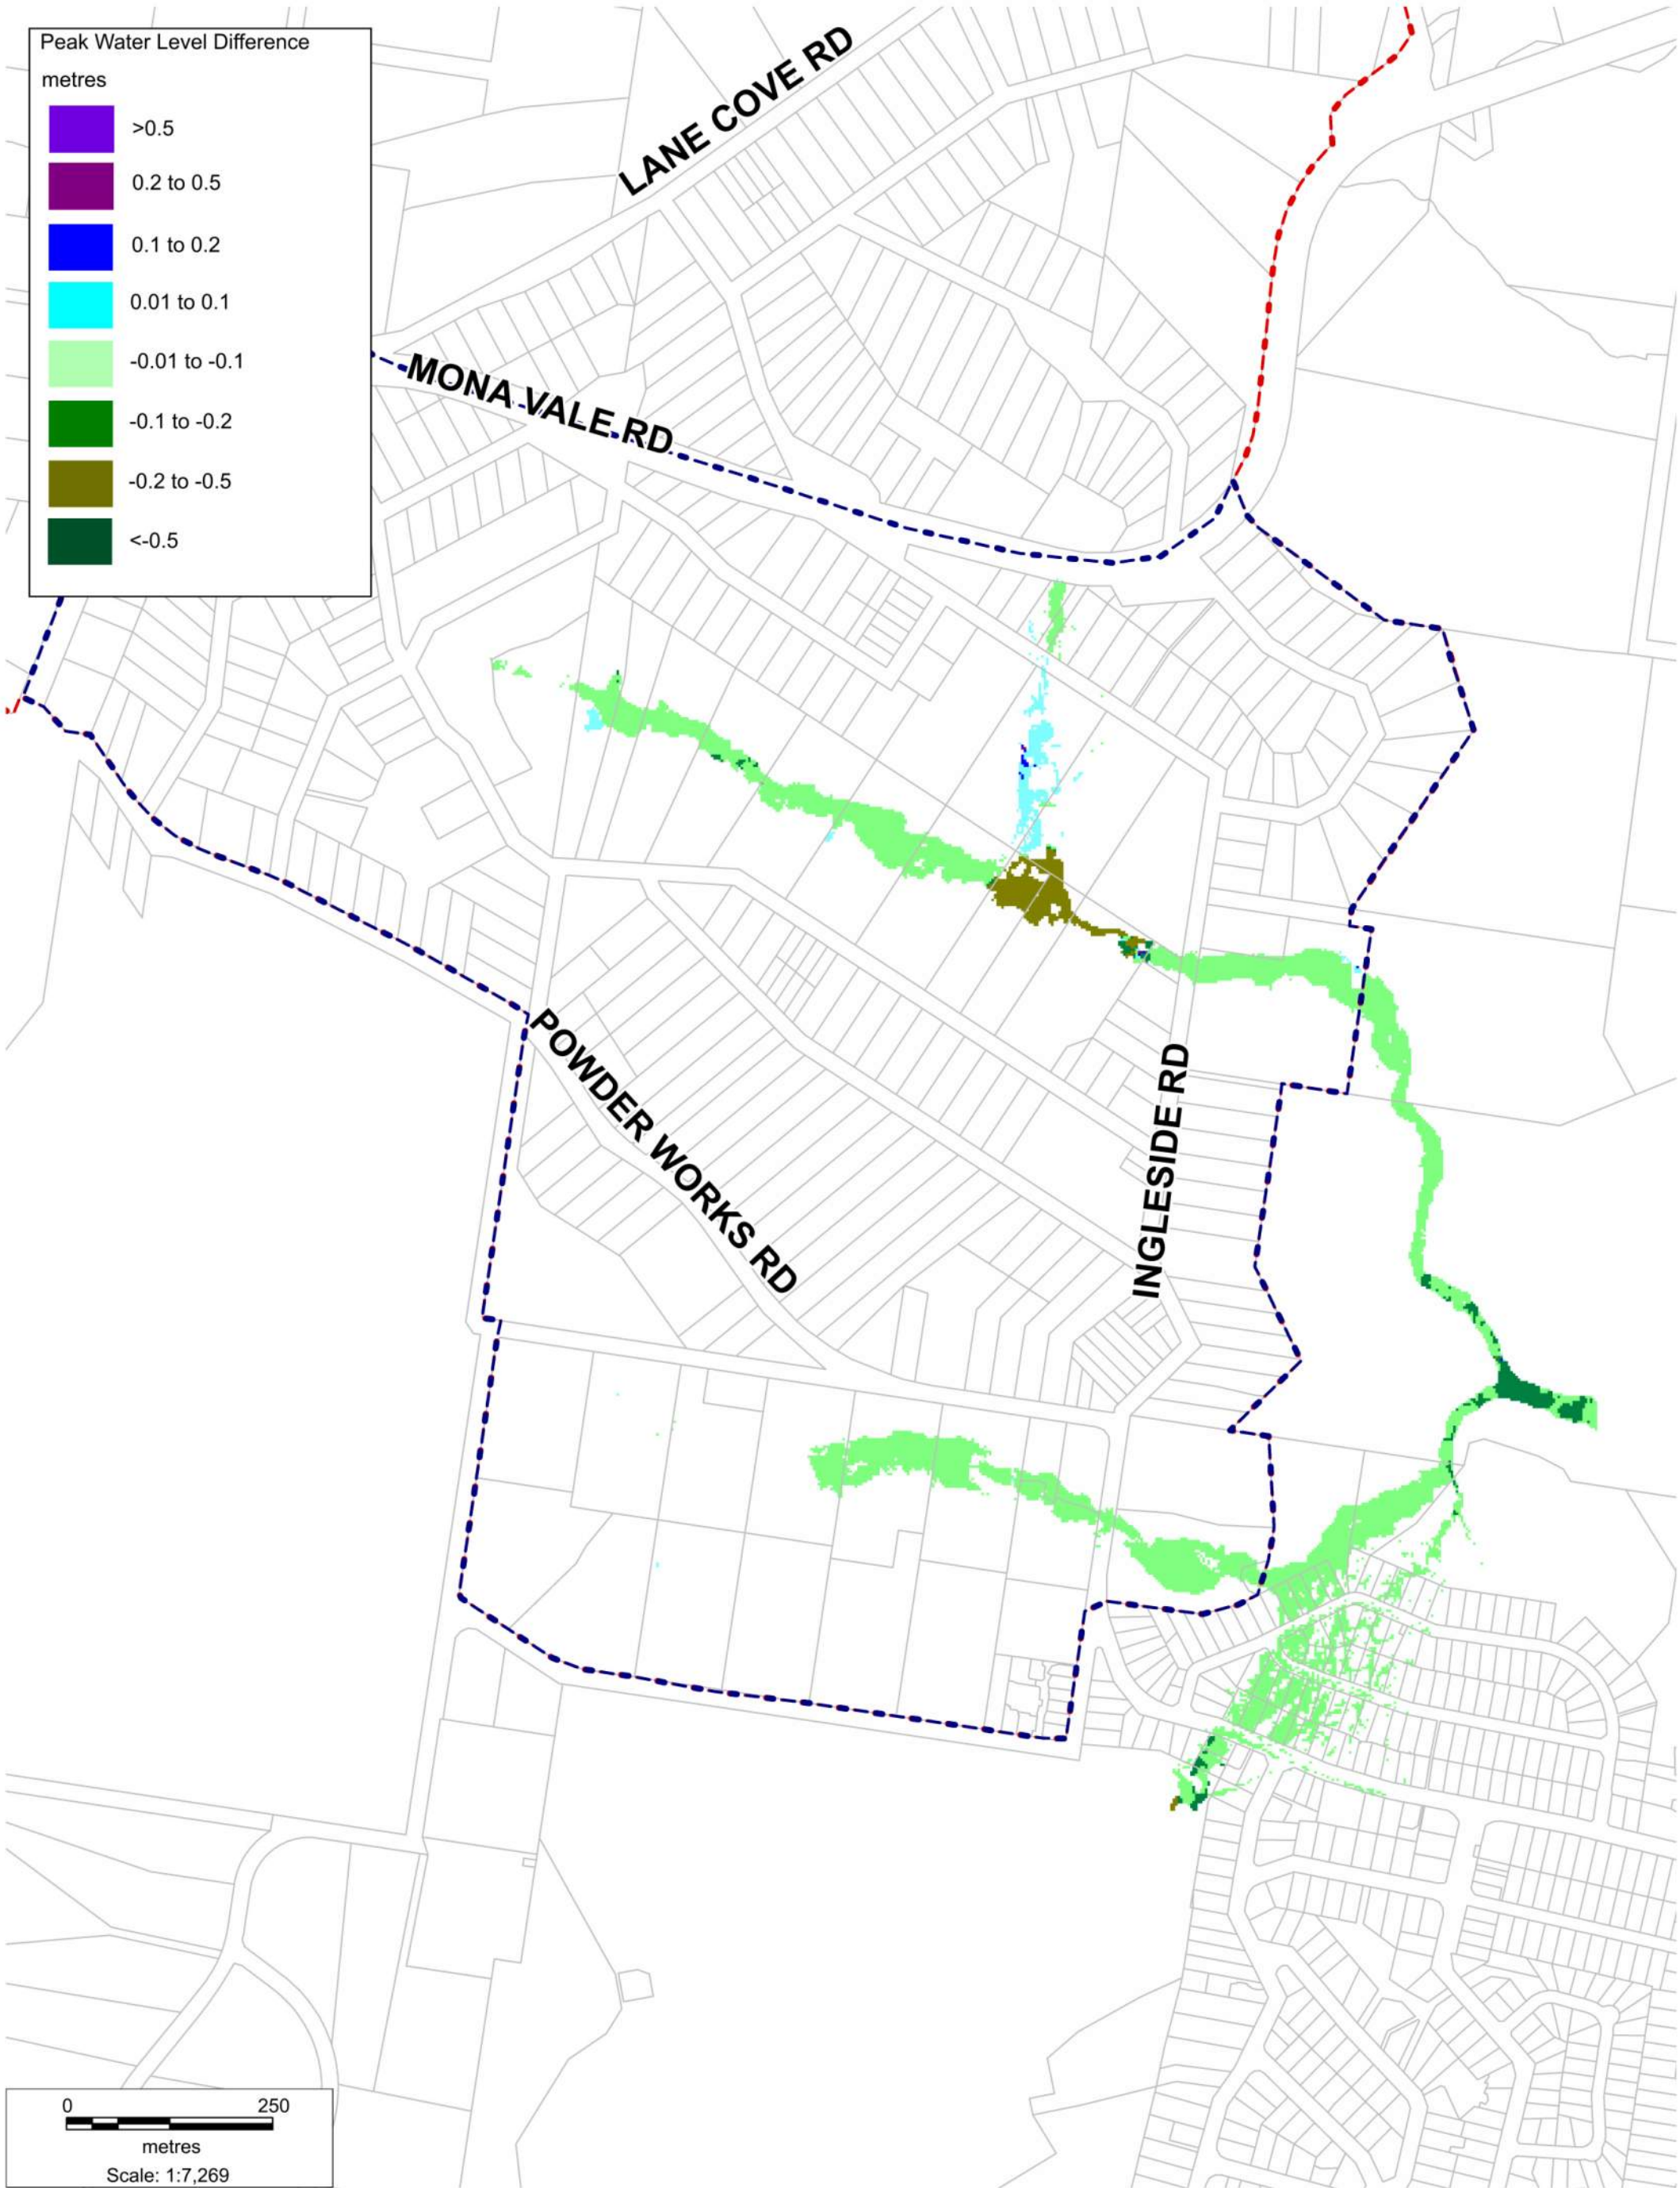 Peak Water Level Difference
metres
>0.5
0.2 to 0.5
0.1 to 0.2
0.01 to 0.1
-0.01 to -0.1
-0.1 to -0.2
-0.2 to -0.5
<-0.5
LANE COVE RD
MONA VALE RD
POWDER WORKS RD
INGLESIDE RD
0 250
metres
Scale: 1:7,269